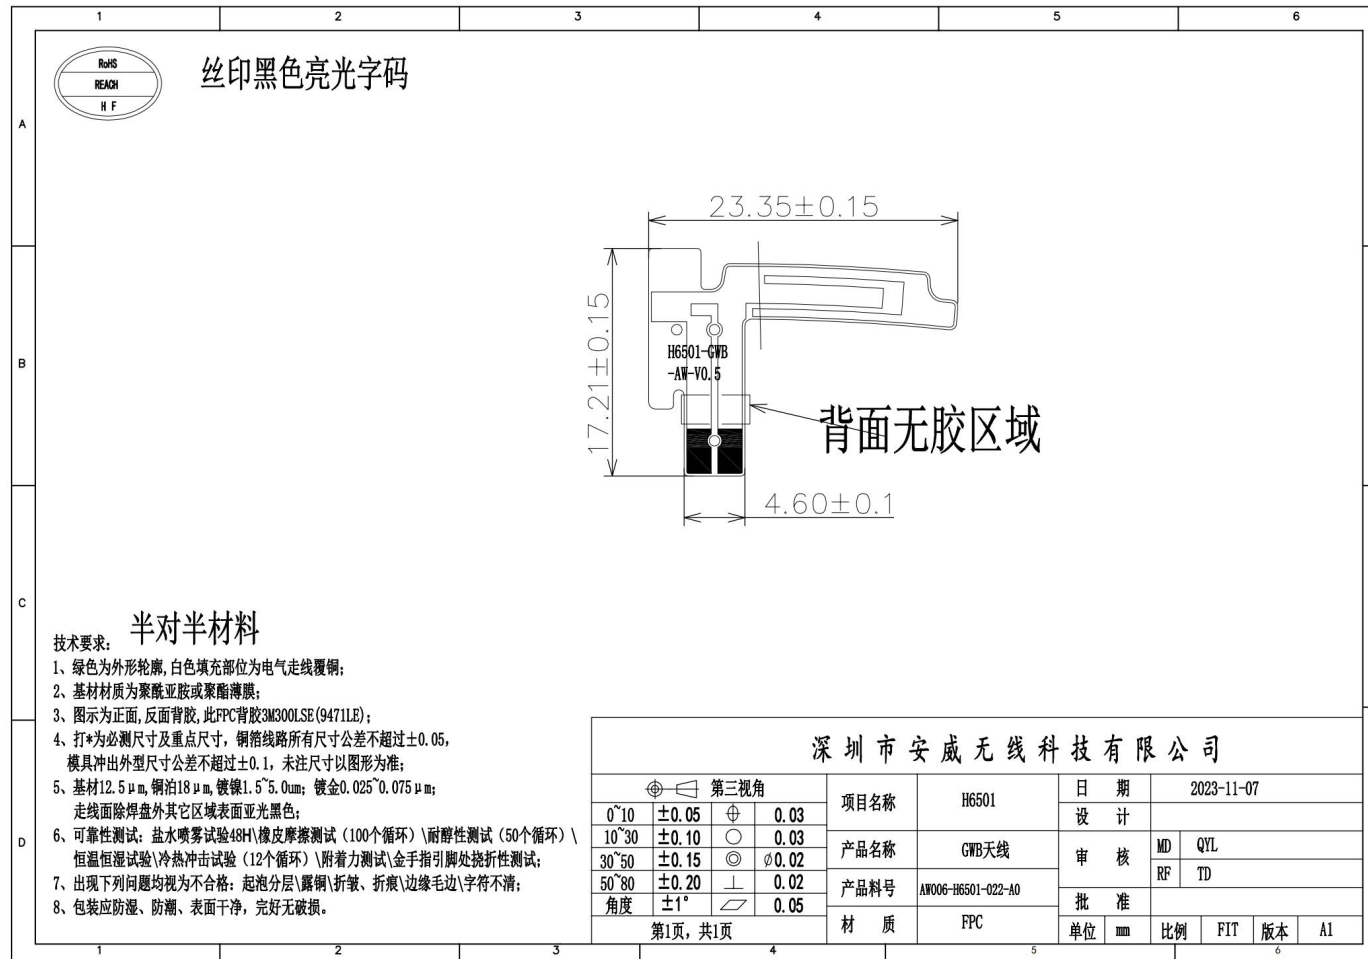 1 2 3 4 5 6
RoHS
REACH
H F
丝印黑色亮光字码
A
23.35±0.15
17.21±0.15
B
H6501-GWB
-AW-V0.5
背面无胶区域
4.60±0.1
C
半对半材料
技术要求:
1、绿色为外形轮廓,白色填充部位为电气走线覆铜;
2、基材材质为聚酰亚胺或聚酯薄膜;
3、图示为正面,反面背胶,此FPC背胶3M300LSE(9471LE);
4、打*为必测尺寸及重点尺寸，铜箔线路所有尺寸公差不超过±0.05,
模具冲出外型尺寸公差不超过±0.1，未注尺寸以图形为准;
5、基材12.5μm,铜泊18μm,镀镍1.5~5.0um；镀金0.025~0.075μm;
走线面除焊盘外其它区域表面亚光黑色;
6、可靠性测试：盐水喷雾试验48H\橡皮摩擦测试（100个循环）\耐醇性测试（50个循环）\
恒温恒湿试验\冷热冲击试验（12个循环）\附着力测试\金手指引脚处挠折性测试;
7、出现下列问题均视为不合格：起泡分层\露铜\折皱、折痕\边缘毛边\字符不清;
8、包装应防湿、防潮、表面干净，完好无破损。
D
深圳市安威无线科技有限公司
第三视角
0~10 ±0.05 0.03
10~30 ±0.10 0.03
30~50 ±0.15 ⌀0.02
50~80 ±0.20 0.02
角度 ±1° 0.05
第1页，共1页
项目名称 H6501
产品名称 GWB天线
产品料号 AW006-H6501-022-A0
材 质 FPC
日 期 2023-11-07
设 计
审 核 MD QYL
RF TD
批 准
单位 mm 比例 FIT 版本 A1
1 2 3 4 5 6